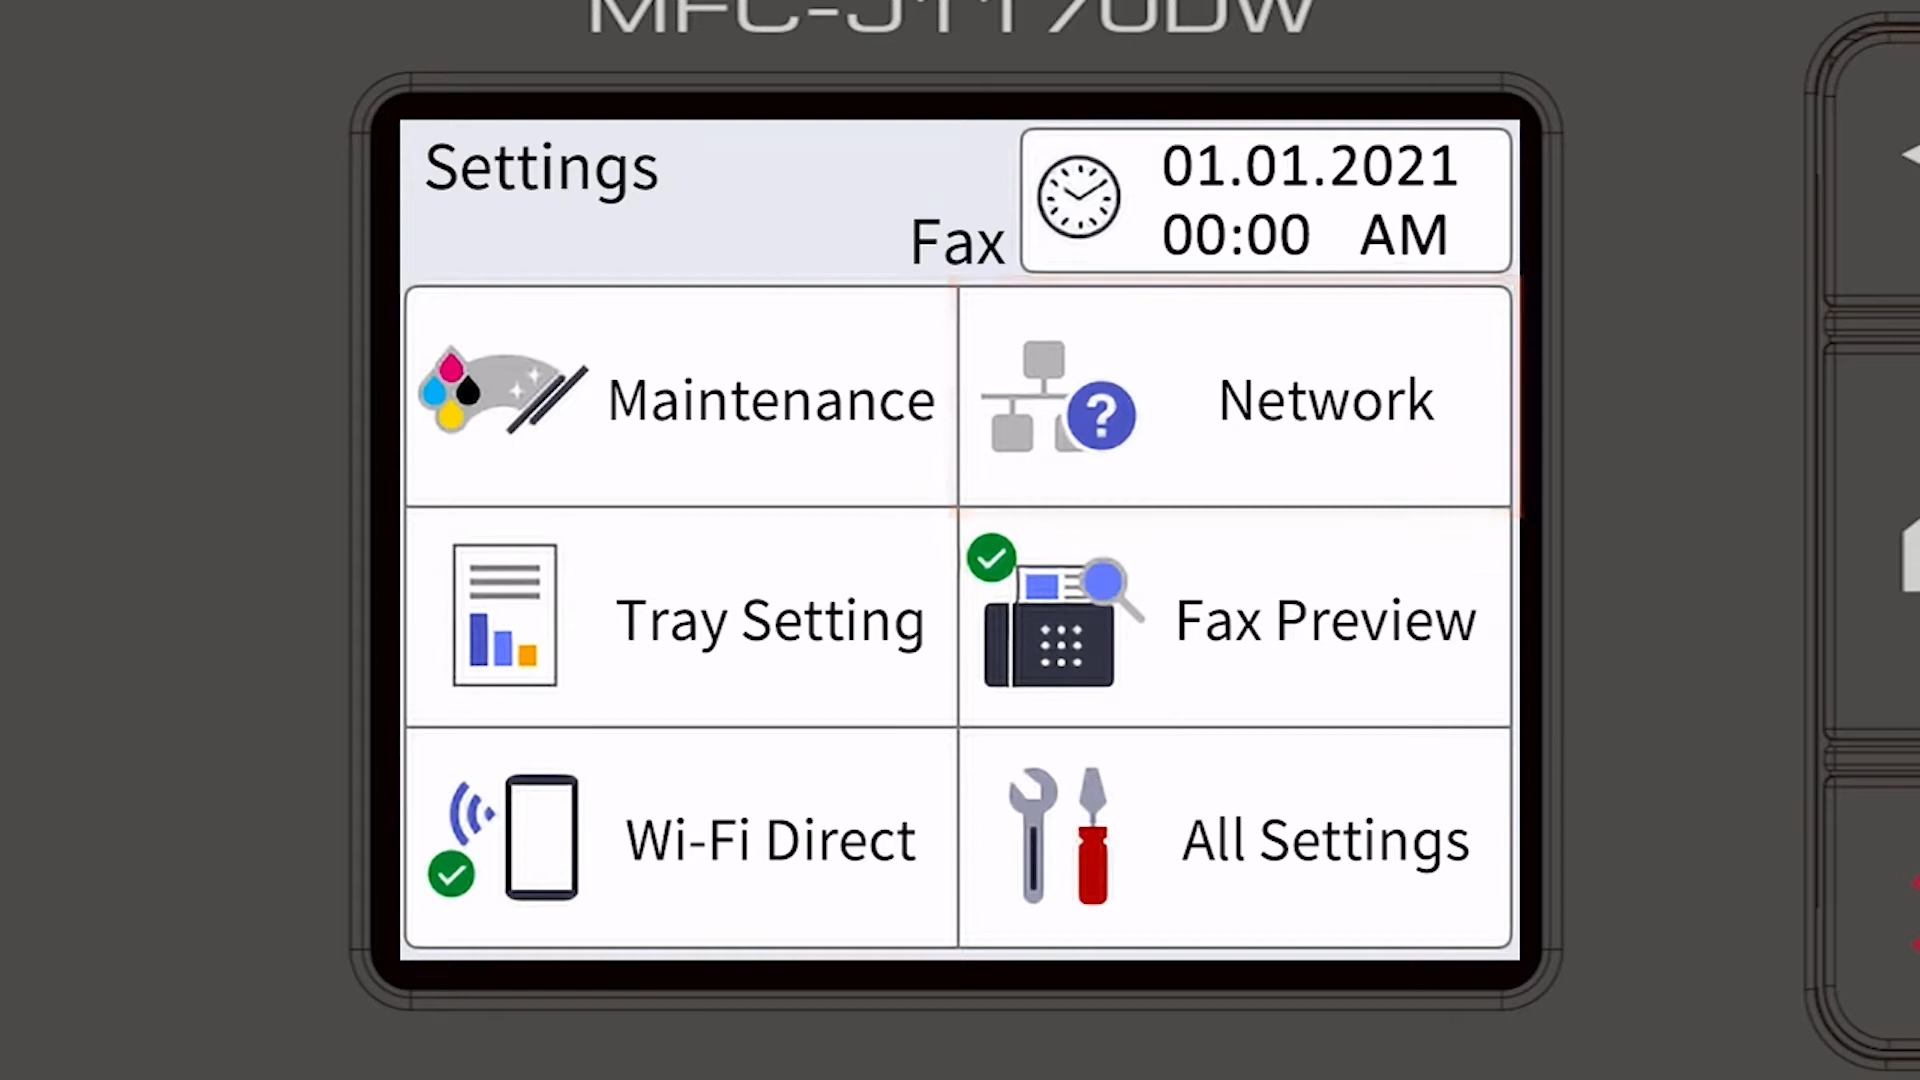 Settings
Fax
01.01.2021
00:00 AM
Maintenance
Network
?
Tray Setting
Fax Preview
Wi-Fi Direct
All Settings